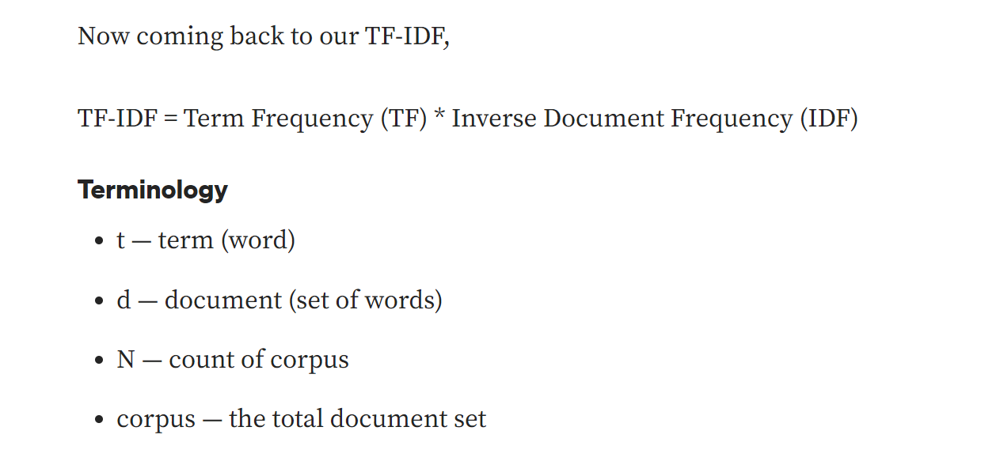 Now coming back to our TF-IDF,
TF-IDF = Term Frequency (TF) * Inverse Document Frequency (IDF)
Terminology
• t — term (word)
• d — document (set of words)
• N — count of corpus
• corpus — the total document set